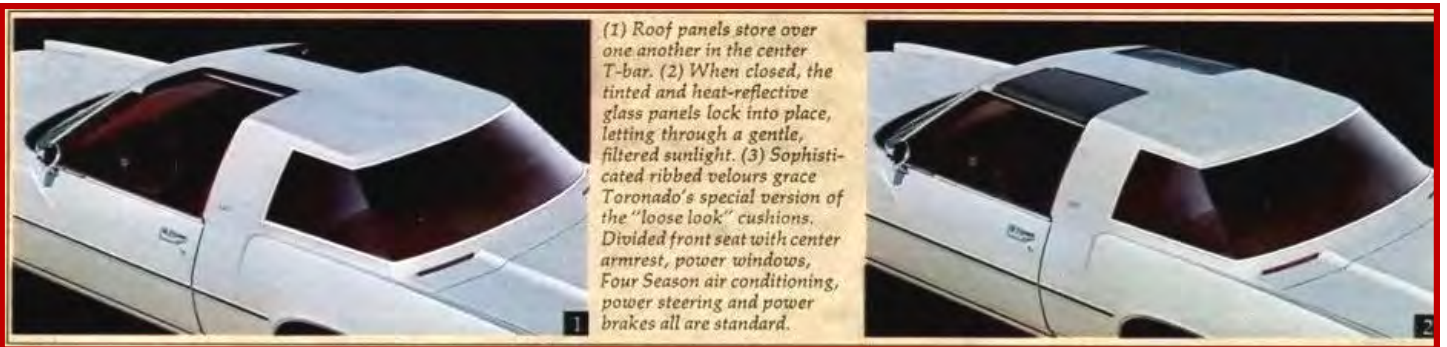 (1) Roof panels store over
one another in the center
T-bar. (2) When closed, the
tinted and heat-reflective
glass panels lock into place,
letting through a gentle,
filtered sunlight. (3) Sophisti-
cated ribbed velours grace
Toronado's special version of
the "loose look" cushions.
Divided front seat with center
armrest, power windows,
Four Season air conditioning,
power steering and power
brakes all are standard.
1
2